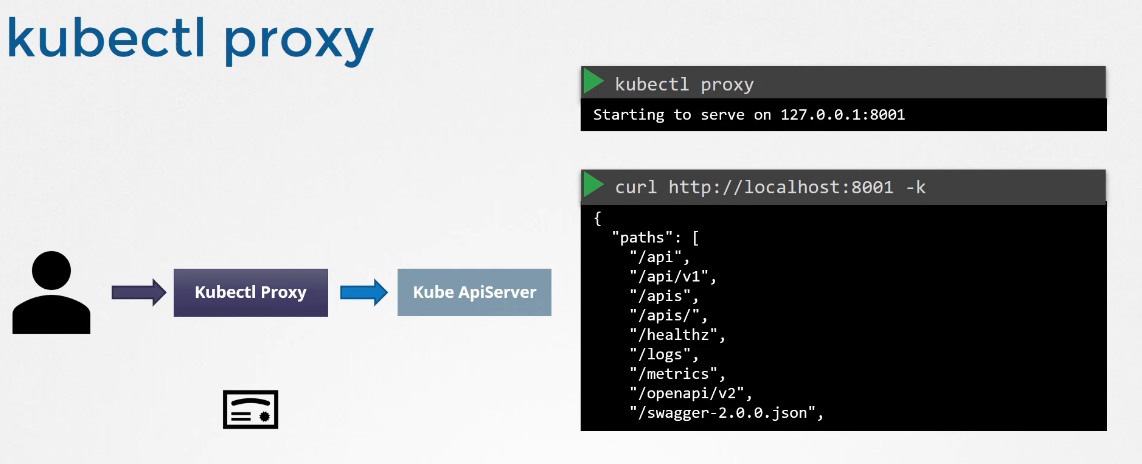 kubectl proxy
kubectl proxy
Starting to serve on 127.0.0.1:8001
curl http://localhost:8001 -k
{
"paths": [
"/api",
"/api/v1",
"/apis",
"/apis/",
"/healthz",
"/logs",
"/metrics",
"/openapi/v2",
"/swagger-2.0.0.json",
Kubectl Proxy
Kube ApiServer